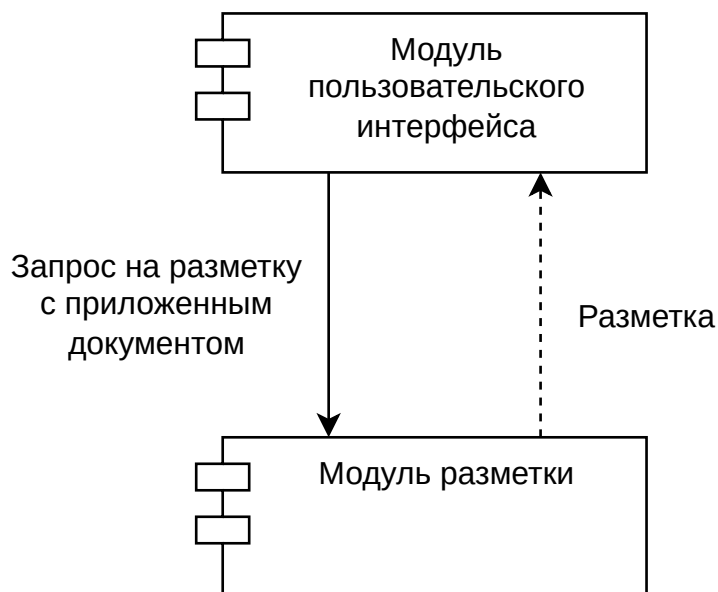 Модуль
пользовательского
интерфейса
Запрос на разметку
с приложенным
документом
Разметка
Модуль разметки